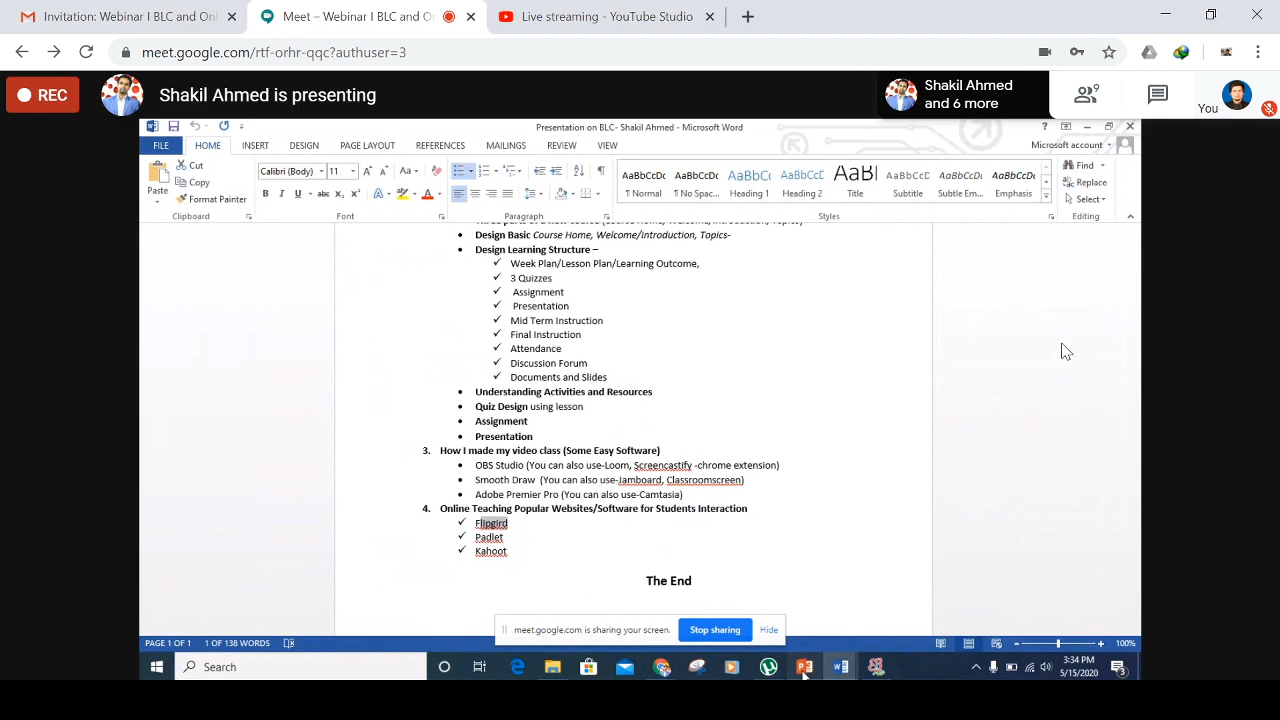 Invitation: Webinar I BLC and Onl
Meet – Webinar I BLC and O
Live streaming - YouTube Studio
meet.google.com/rtf-orhr-qqc?authuser=3
REC
Shakil Ahmed is presenting
Shakil Ahmed
and 6 more
9
You
Presentation on BLC- Shakil Ahmed - Microsoft Word
FILE
HOME
INSERT
DESIGN
PAGE LAYOUT
REFERENCES
MAILINGS
REVIEW
VIEW
Microsoft account
Paste
Cut
Copy
Format Painter
Clipboard
Calibri (Body)
11
Font
Paragraph
AaBbCcDc
¶ Normal
AaBbCcDc
¶ No Spac...
AaBbCc
Heading 1
AaBbCcC
Heading 2
AaBl
Title
AaBbCcD
Subtitle
AaBbCcDc
Subtle Em...
AaBbCcDc
Emphasis
Styles
Find
Replace
Select
Editing
• Design Basic Course Home, Welcome/Introduction, Topics-
• Design Learning Structure –
✓ Week Plan/Lesson Plan/Learning Outcome,
✓ 3 Quizzes
✓ Assignment
✓ Presentation
✓ Mid Term Instruction
✓ Final Instruction
✓ Attendance
✓ Discussion Forum
✓ Documents and Slides
• Understanding Activities and Resources
• Quiz Design using lesson
• Assignment
• Presentation
3. How I made my video class (Some Easy Software)
• OBS Studio (You can also use-Loom, Screencastify -chrome extension)
• Smooth Draw (You can also use-Jamboard, Classroomscreen)
• Adobe Premier Pro (You can also use-Camtasia)
4. Online Teaching Popular Websites/Software for Students Interaction
✓ Flipgird
✓ Padlet
✓ Kahoot
The End
meet.google.com is sharing your screen.
Stop sharing
Hide
PAGE 1 OF 1
1 OF 138 WORDS
100%
Search
3:34 PM
5/15/2020
3